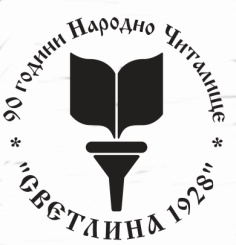 90 години Народно Читалище
* "СВЕТЛИНА 1928" *